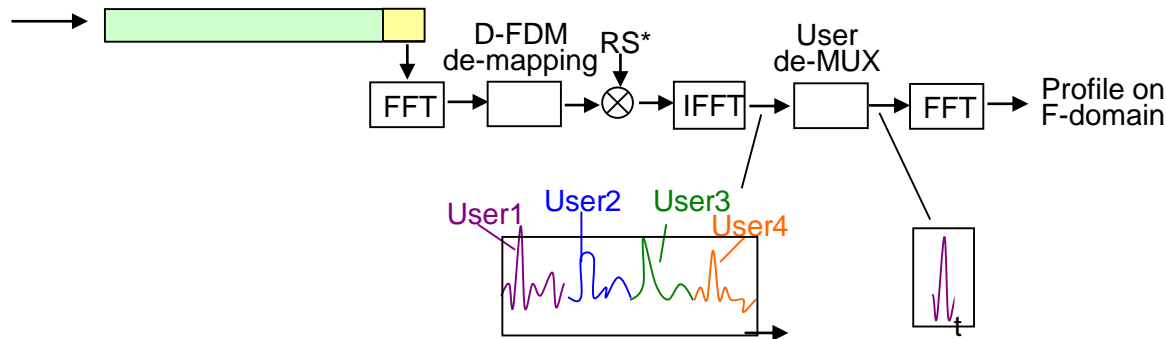 D-FDM
de-mapping
RS*
User
de-MUX
FFT
IFFT
FFT
Profile on
F-domain
User1
User2
User3
User4
t